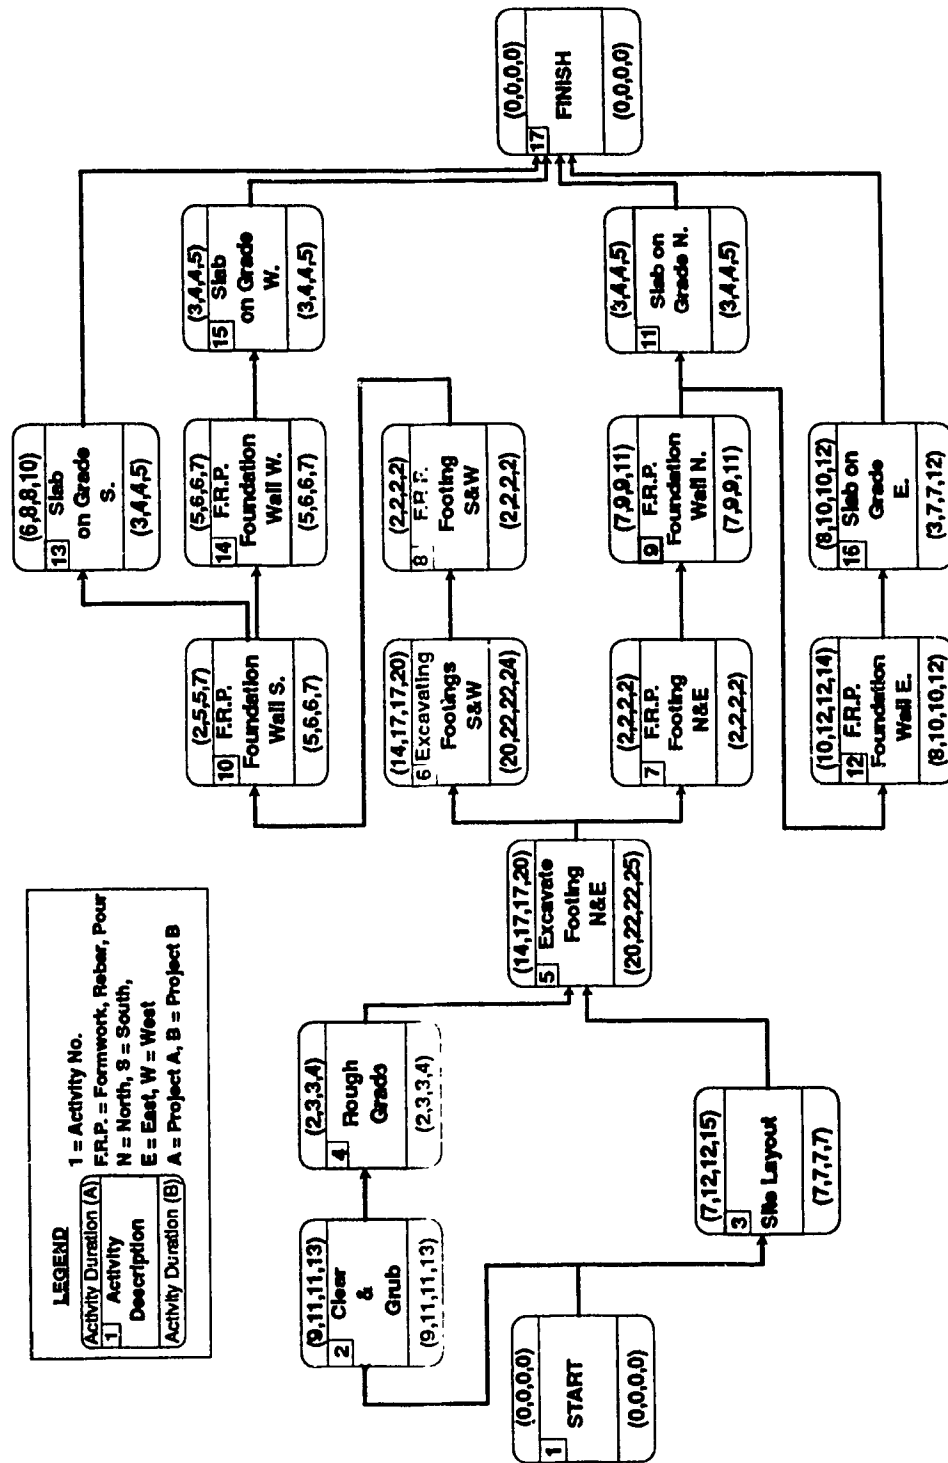 LEGEND
Activity Duration (A)
1 Activity
Description
Activity Duration (B)
1 = Activity No.
F.R.P. = Formwork, Rebar, Pour
N = North, S = South,
E = East, W = West
A = Project A, B = Project B
(0,0,0,0)
1
START
(0,0,0,0)
(9,11,11,13)
2 Clear
&
Grub
(9,11,11,13)
(7,12,12,15)
3
Site Layout
(7,7,7,7)
(2,3,3,4)
4 Rough
Grade
(2,3,3,4)
(14,17,17,20)
5 Excavate
Footing
N&E
(20,22,22,25)
(14,17,17,20)
6 Excavating
Footings
S&W
(20,22,22,24)
(2,2,2,2)
7 F.R.P.
Footing
N&E
(2,2,2,2)
(2,2,2,2)
8 F.R.P.
Footing
S&W
(2,2,2,2)
(7,9,9,11)
9 F.R.P.
Foundation
Wall N.
(7,9,9,11)
(2,5,5,7)
10 F.R.P.
Foundation
Wall S.
(5,6,6,7)
(3,4,4,5)
11 Slab on
Grade N.
(3,4,4,5)
(10,12,12,14)
12 F.R.P.
Foundation
Wall E.
(8,10,10,12)
(6,8,8,10)
13 Slab
on Grade
S.
(3,4,4,5)
(5,6,6,7)
14 F.R.P.
Foundation
Wall W.
(5,6,6,7)
(3,4,4,5)
15 Slab
on Grade
W.
(3,4,4,5)
(8,10,10,12)
16 Slab on
Grade
E.
(3,7,7,12)
(0,0,0,0)
17
FINISH
(0,0,0,0)